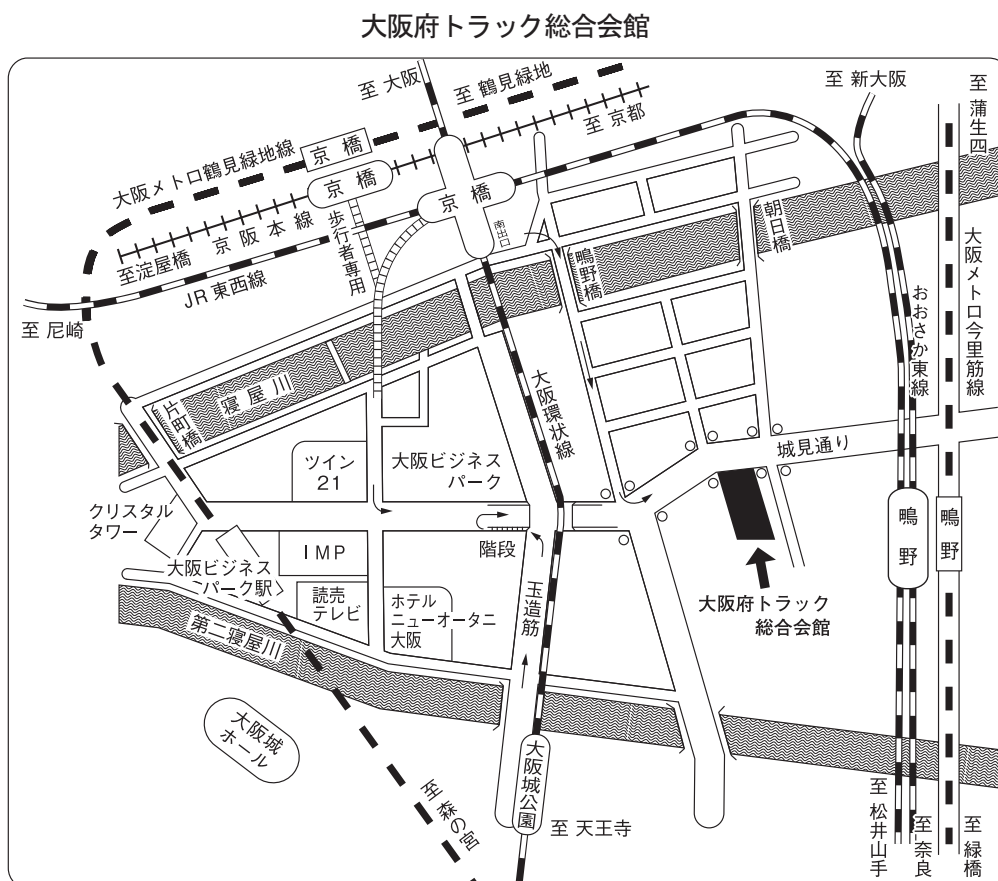 大阪府トラック総合会館
至 大阪
至 鶴見緑地
至 新大阪
至 蒲生四
至 京都
大阪メトロ鶴見緑地線
京橋
京橋
京橋
京阪本線
至淀屋橋
歩行者専用
南出口
JR東西線
至 尼崎
鴫野橋
朝日橋
大阪メトロ今里筋線
おおさか東線
寝屋川
片町橋
大阪環状線
城見通り
ツイン
21
大阪ビジネス
パーク
クリスタル
タワー
IMP
階段
鴫野
鴫野
大阪ビジネス
パーク駅
読売
テレビ
ホテル
ニューオータニ
大阪
玉造筋
大阪府トラック
総合会館
第二寝屋川
大阪城
ホール
大阪城公園
至 森の宮
至 天王寺
至 松井山手
至 奈良
至 緑橋